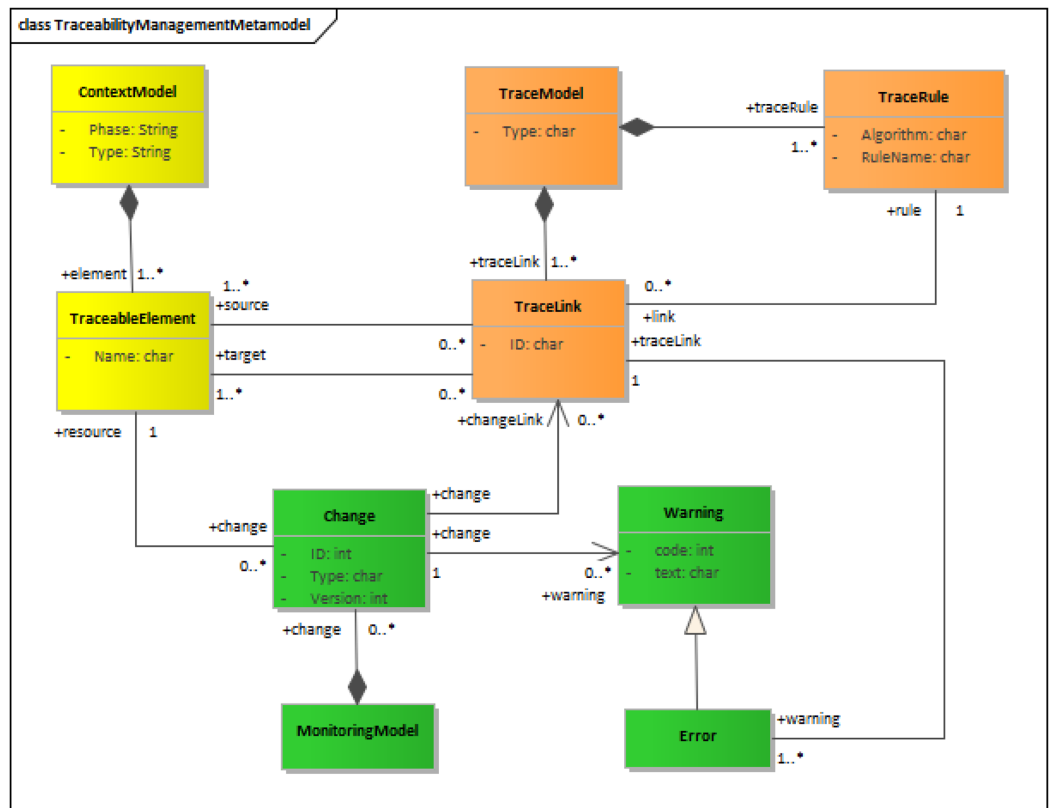 class TraceabilityManagementMetamodel
ContextModel
- Phase: String
- Type: String
TraceModel
- Type: char
TraceRule
- Algorithm: char
- RuleName: char
+traceRule
1..*
+rule 1
+element 1..*
+traceLink 1..*
TraceableElement
- Name: char
1..*
+source
0..*
+target
1..*
0..*
TraceLink
- ID: char
0..*
+link
+traceLink
1
+resource 1
+changeLink 0..*
+change
0..*
Change
- ID: int
- Type: char
- Version: int
+change
+change
1
0..*
+warning
Warning
- code: int
- text: char
+change 0..*
MonitoringModel
Error
+warning
1..*